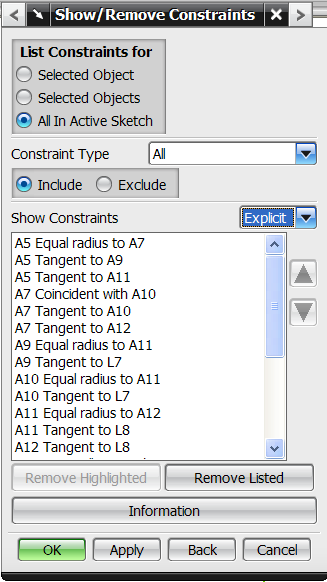 Show/Remove Constraints
List Constraints for
Selected Object
Selected Objects
All In Active Sketch
Constraint Type All
Include Exclude
Show Constraints Explicit
A5 Equal radius to A7
A5 Tangent to A9
A5 Tangent to A11
A7 Coincident with A10
A7 Tangent to A10
A7 Tangent to A12
A9 Equal radius to A11
A9 Tangent to L7
A10 Equal radius to A11
A10 Tangent to L7
A11 Equal radius to A12
A11 Tangent to L8
A12 Tangent to L8
Remove Highlighted Remove Listed
Information
OK Apply Back Cancel